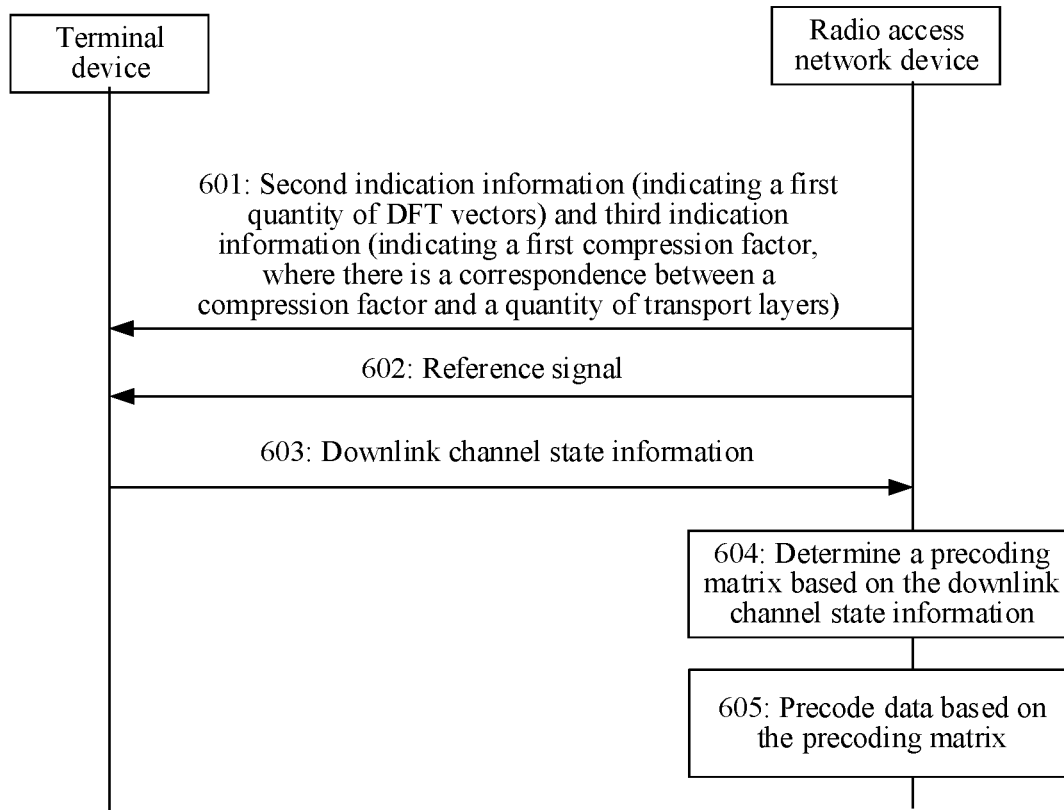 Terminal
device
Radio access
network device
601: Second indication information (indicating a first
quantity of DFT vectors) and third indication
information (indicating a first compression factor,
where there is a correspondence between a
compression factor and a quantity of transport layers)
602: Reference signal
603: Downlink channel state information
604: Determine a precoding
matrix based on the downlink
channel state information
605: Precode data based on
the precoding matrix